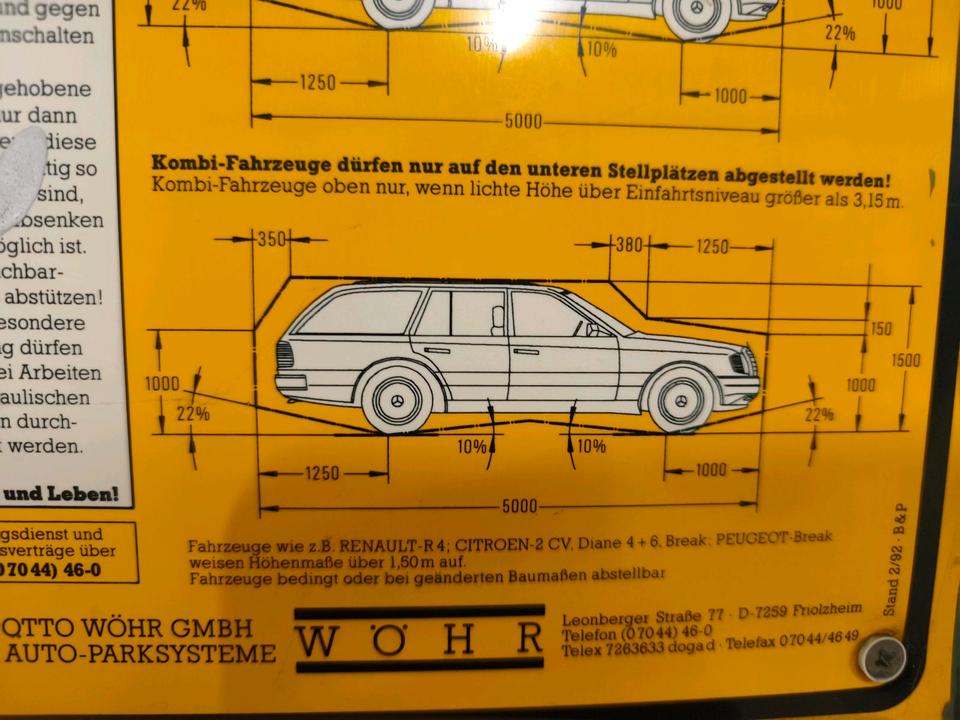 und gegen
nschalten
gehobene
ur dann
diese
tig so
sind,
bsenken
öglich ist.
chbar-
abstützen!
esondere
g dürfen
ei Arbeiten
aulischen
n durch-
t werden.
und Leben!
gsdienst und
sverträge über
07044) 46-0
22%
10%
10%
22%
1000
1250
1000
5000
Kombi-Fahrzeuge dürfen nur auf den unteren Stellplätzen abgestellt werden!
Kombi-Fahrzeuge oben nur, wenn lichte Höhe über Einfahrtsniveau größer als 3,15 m.
350
380
1250
150
1500
1000
1000
22%
22%
10%
10%
1250
1000
5000
Fahrzeuge wie z.B. RENAULT-R 4; CITROEN-2 CV, Diane 4 + 6, Break; PEUGEOT-Break
weisen Höhenmaße über 1,50 m auf.
Fahrzeuge bedingt oder bei geänderten Baumaßen abstellbar
Stand 2/92 · B & P
OTTO WÖHR GMBH
AUTO-PARKSYSTEME
WÖHR
Leonberger Straße 77 · D-7259 Friolzheim
Telefon (07044) 46-0
Telex 7263633 doga d · Telefax 07044/4649